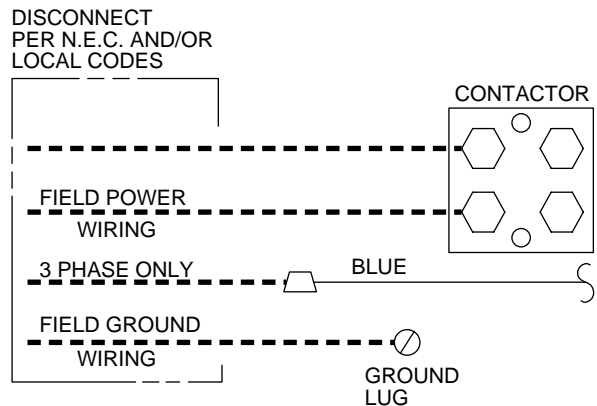 DISCONNECT
PER N.E.C. AND/OR
LOCAL CODES
CONTACTOR
FIELD POWER
WIRING
3 PHASE ONLY
BLUE
FIELD GROUND
WIRING
GROUND
LUG